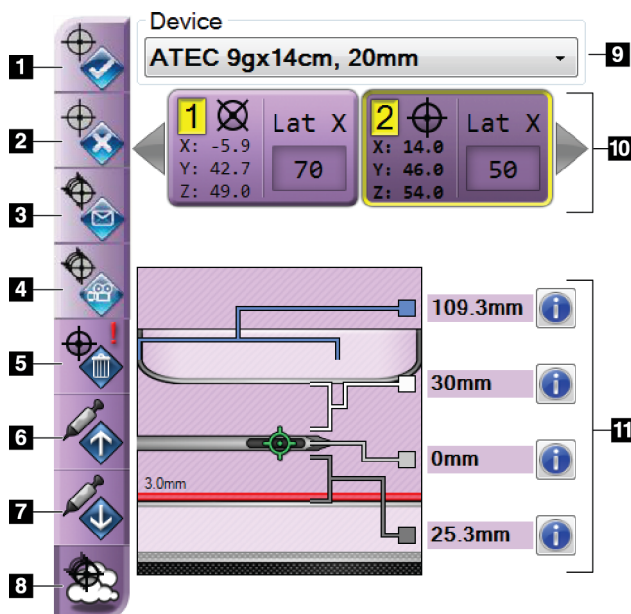 Device
1
ATEC 9gx14cm, 20mm
9
2
1
X: -5.9
Y: 42.7
Z: 49.0
Lat X
70
2
X: 14.0
Y: 46.0
Z: 54.0
Lat X
50
10
3
4
109.3mm
5
!
30mm
6
0mm
11
3.0mm
7
25.3mm
8